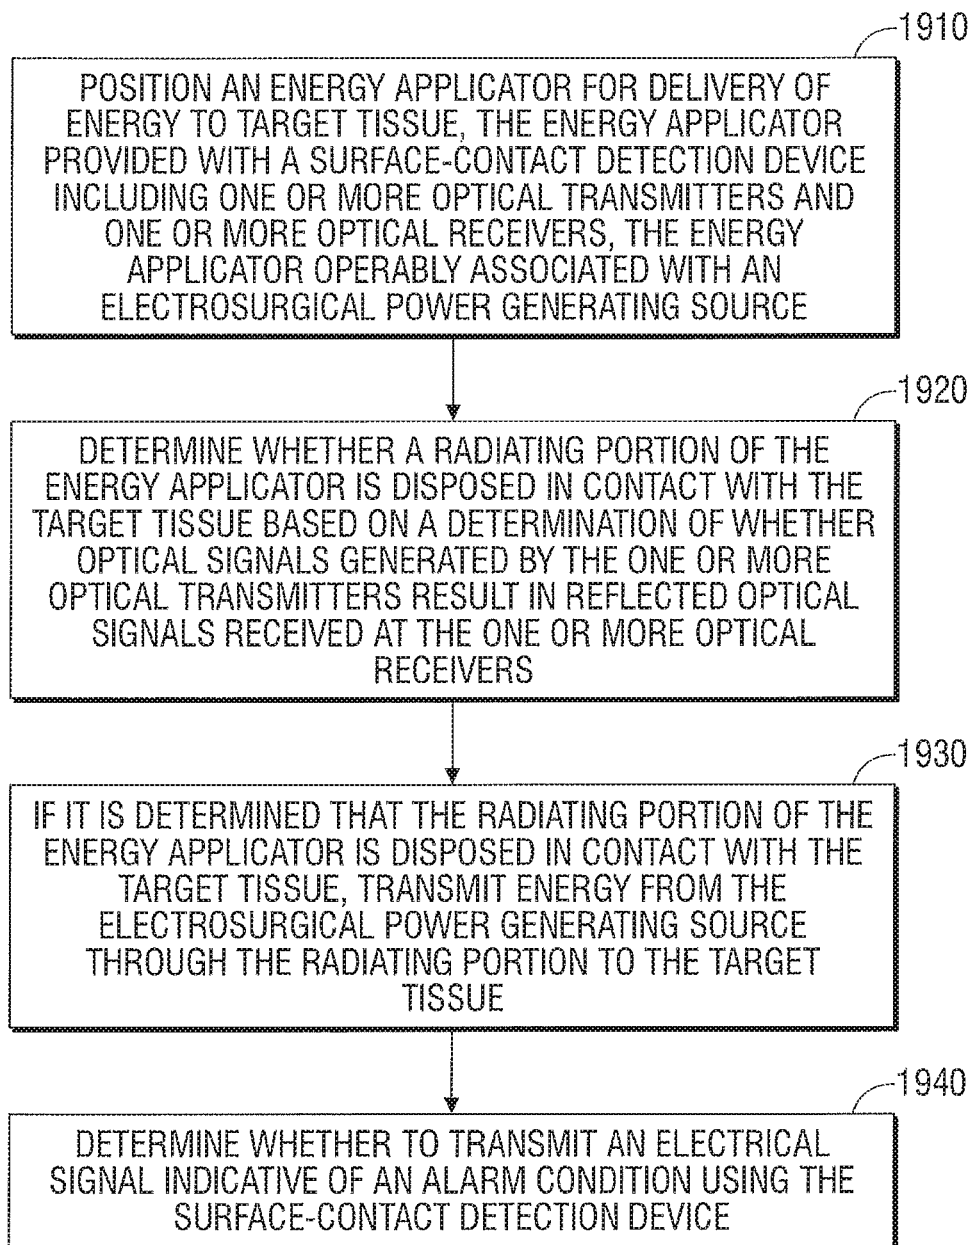 1910
POSITION AN ENERGY APPLICATOR FOR DELIVERY OF
ENERGY TO TARGET TISSUE, THE ENERGY APPLICATOR
PROVIDED WITH A SURFACE-CONTACT DETECTION DEVICE
INCLUDING ONE OR MORE OPTICAL TRANSMITTERS AND
ONE OR MORE OPTICAL RECEIVERS, THE ENERGY
APPLICATOR OPERABLY ASSOCIATED WITH AN
ELECTROSURGICAL POWER GENERATING SOURCE
1920
DETERMINE WHETHER A RADIATING PORTION OF THE
ENERGY APPLICATOR IS DISPOSED IN CONTACT WITH THE
TARGET TISSUE BASED ON A DETERMINATION OF WHETHER
OPTICAL SIGNALS GENERATED BY THE ONE OR MORE
OPTICAL TRANSMITTERS RESULT IN REFLECTED OPTICAL
SIGNALS RECEIVED AT THE ONE OR MORE OPTICAL
RECEIVERS
1930
IF IT IS DETERMINED THAT THE RADIATING PORTION OF THE
ENERGY APPLICATOR IS DISPOSED IN CONTACT WITH THE
TARGET TISSUE, TRANSMIT ENERGY FROM THE
ELECTROSURGICAL POWER GENERATING SOURCE
THROUGH THE RADIATING PORTION TO THE TARGET
TISSUE
1940
DETERMINE WHETHER TO TRANSMIT AN ELECTRICAL
SIGNAL INDICATIVE OF AN ALARM CONDITION USING THE
SURFACE-CONTACT DETECTION DEVICE